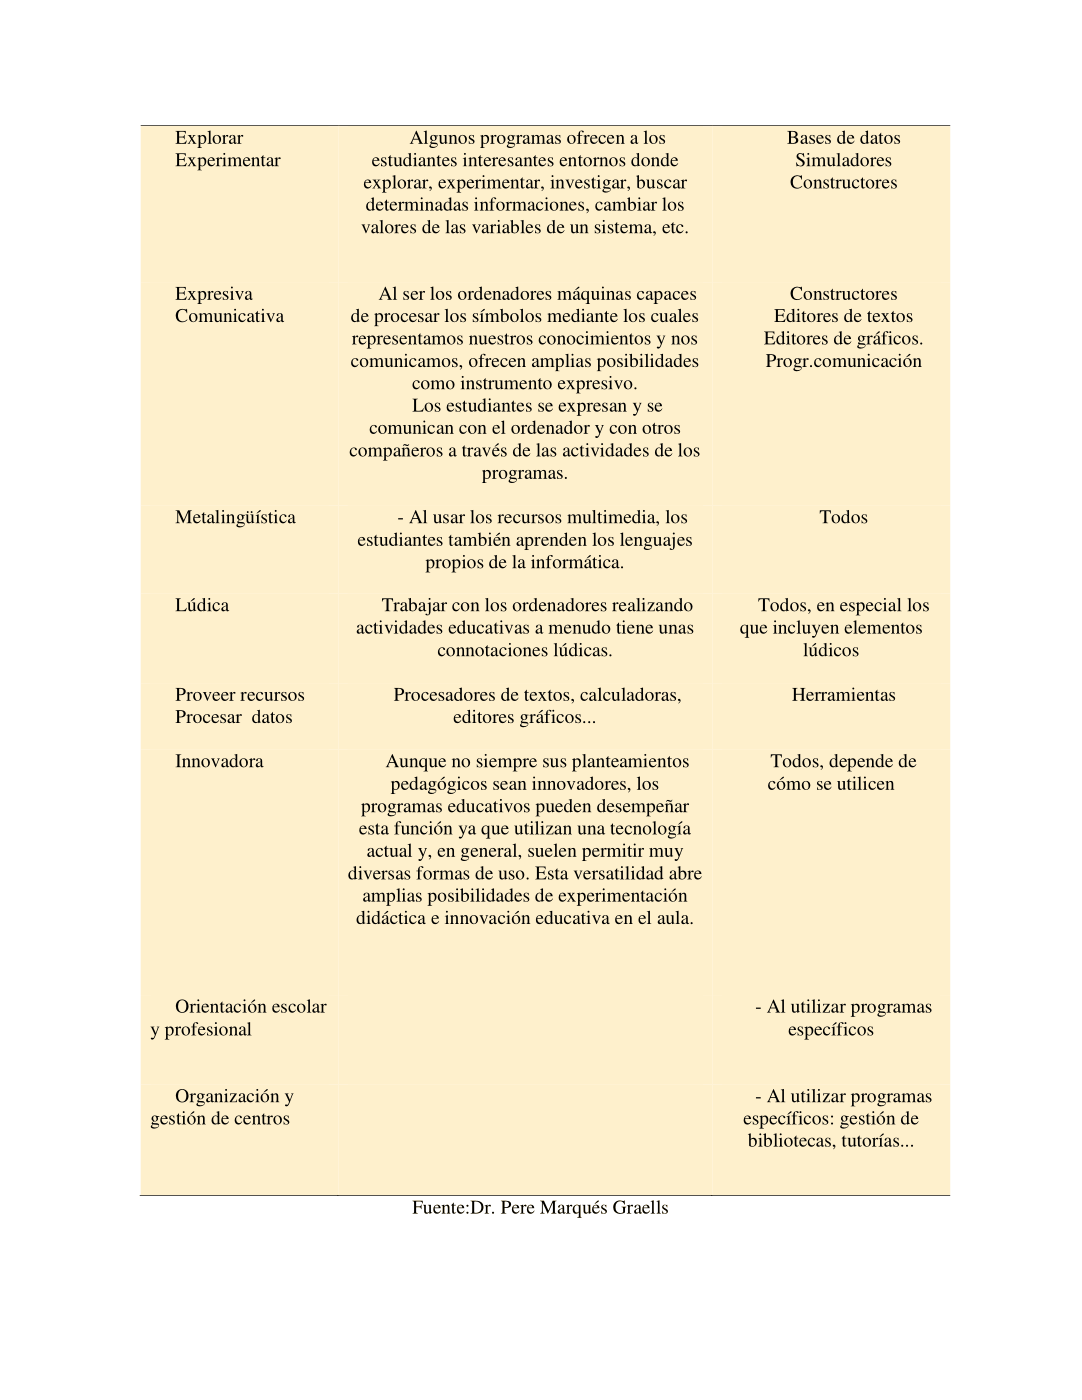 Explorar
Experimentar
Algunos programas ofrecen a los
estudiantes interesantes entornos donde
explorar, experimentar, investigar, buscar
determinadas informaciones, cambiar los
valores de las variables de un sistema, etc.
Bases de datos
Simuladores
Constructores
Expresiva
Comunicativa
Al ser los ordenadores máquinas capaces
de procesar los símbolos mediante los cuales
representamos nuestros conocimientos y nos
comunicamos, ofrecen amplias posibilidades
como instrumento expresivo.
Los estudiantes se expresan y se
comunican con el ordenador y con otros
compañeros a través de las actividades de los
programas.
Constructores
Editores de textos
Editores de gráficos.
Progr.comunicación
Metalingüística
- Al usar los recursos multimedia, los
estudiantes también aprenden los lenguajes
propios de la informática.
Todos
Lúdica
Trabajar con los ordenadores realizando
actividades educativas a menudo tiene unas
connotaciones lúdicas.
Todos, en especial los
que incluyen elementos
lúdicos
Proveer recursos
Procesar  datos
Procesadores de textos, calculadoras,
editores gráficos...
Herramientas
Innovadora
Aunque no siempre sus planteamientos
pedagógicos sean innovadores, los
programas educativos pueden desempeñar
esta función ya que utilizan una tecnología
actual y, en general, suelen permitir muy
diversas formas de uso. Esta versatilidad abre
amplias posibilidades de experimentación
didáctica e innovación educativa en el aula.
Todos, depende de
cómo se utilicen
Orientación escolar
y profesional
- Al utilizar programas
específicos
Organización y
gestión de centros
- Al utilizar programas
específicos: gestión de
bibliotecas, tutorías...
Fuente:Dr. Pere Marqués Graells